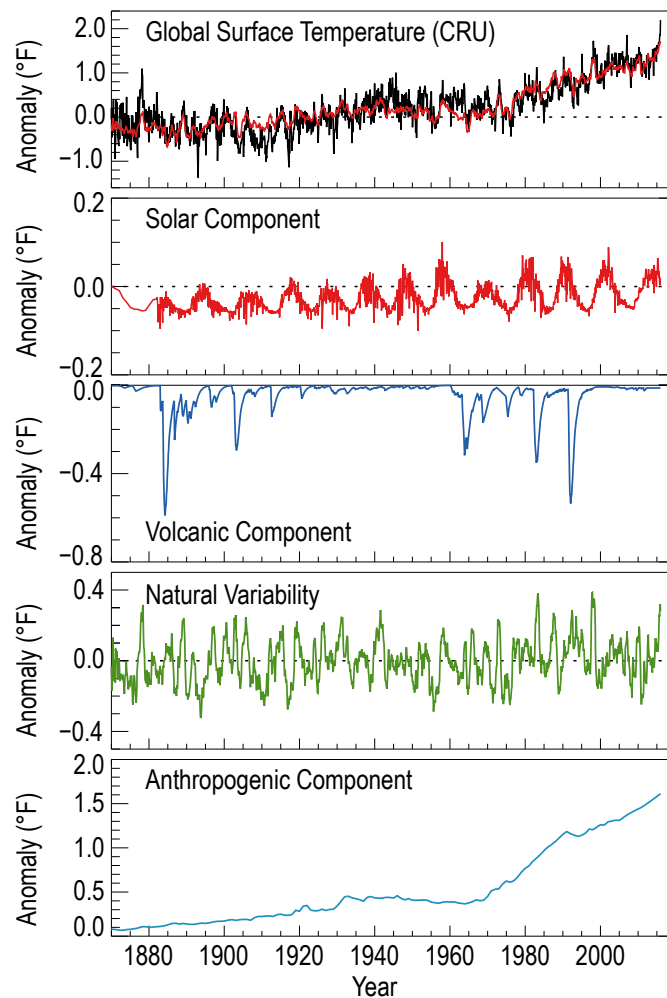 Global Surface Temperature (CRU)
Anomaly (°F)
2.0
1.0
0.0
−1.0
Solar Component
Anomaly (°F)
0.2
0.0
−0.2
Anomaly (°F)
0.0
−0.4
−0.8
Volcanic Component
Natural Variability
Anomaly (°F)
0.4
0.0
−0.4
Anthropogenic Component
Anomaly (°F)
2.0
1.5
1.0
0.5
0.0
1880 1900 1920 1940 1960 1980 2000
Year